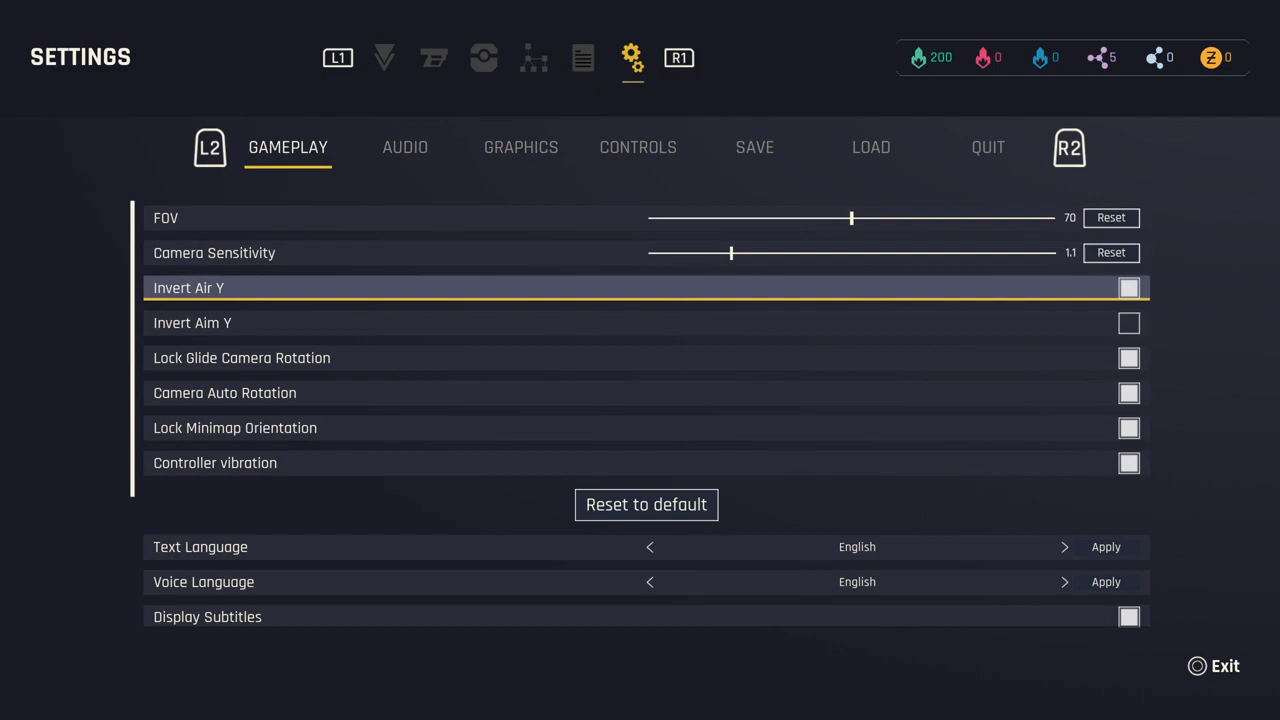 SETTINGS L1 R1 200 0 0 5 0 0
L2 GAMEPLAY AUDIO GRAPHICS CONTROLS SAVE LOAD QUIT R2
FOV 70 Reset
Camera Sensitivity 1.1 Reset
Invert Air Y
Invert Aim Y
Lock Glide Camera Rotation
Camera Auto Rotation
Lock Minimap Orientation
Controller vibration
Reset to default
Text Language < English > Apply
Voice Language < English > Apply
Display Subtitles
Exit